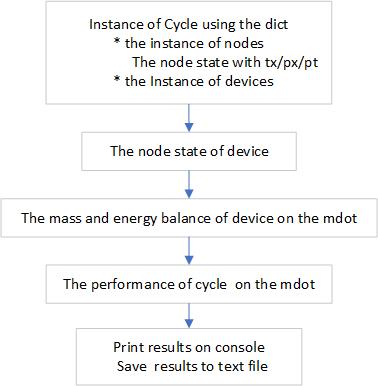 Instance of Cycle using the dict
* the instance of nodes
The node state with tx/px/pt
* the Instance of devices
The node state of device
The mass and energy balance of device on the mdot
The performance of cycle on the mdot
Print results on console
Save results to text file